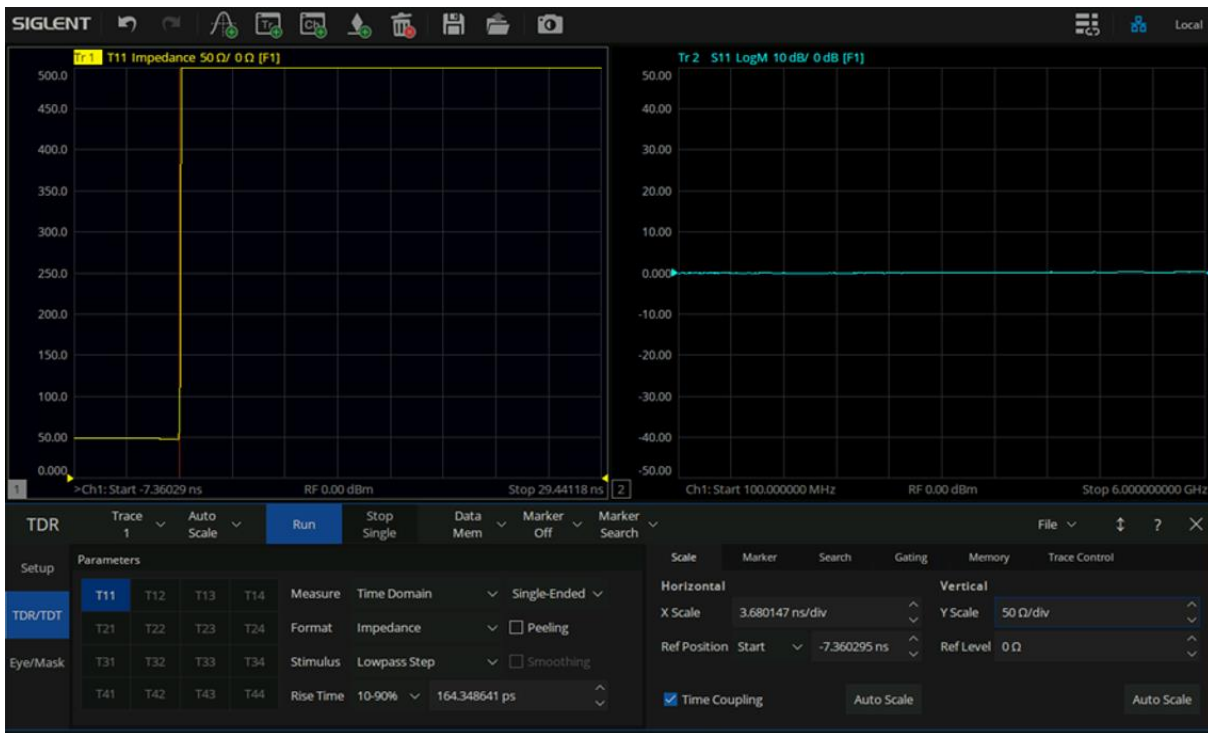 SIGLENT Tr Cb Local
Tr 1 T11 Impedance 50 Ω/ 0 Ω [F1]
500.0
450.0
400.0
350.0
300.0
250.0
200.0
150.0
100.0
50.00
0.000
1 >Ch1: Start -7.36029 ns RF 0.00 dBm Stop 29.44118 ns
Tr 2 S11 LogM 10 dB/ 0 dB [F1]
50.00
40.00
30.00
20.00
10.00
0.000
-10.00
-20.00
-30.00
-40.00
-50.00
2 Ch1: Start 100.000000 MHz RF 0.00 dBm Stop 6.000000000 GHz
TDR Trace 1 Auto Scale Run Stop Single Data Mem Marker Off Marker Search File ?
Setup
TDR/TDT
Eye/Mask
Parameters
T11 T12 T13 T14
T21 T22 T23 T24
T31 T32 T33 T34
T41 T42 T43 T44
Measure Time Domain Single-Ended
Format Impedance Peeling
Stimulus Lowpass Step Smoothing
Rise Time 10-90% 164.348641 ps
Scale Marker Search Gating Memory Trace Control
Horizontal
X Scale 3.680147 ns/div
Ref Position Start -7.360295 ns
Time Coupling Auto Scale
Vertical
Y Scale 50 Ω/div
Ref Level 0 Ω
Auto Scale